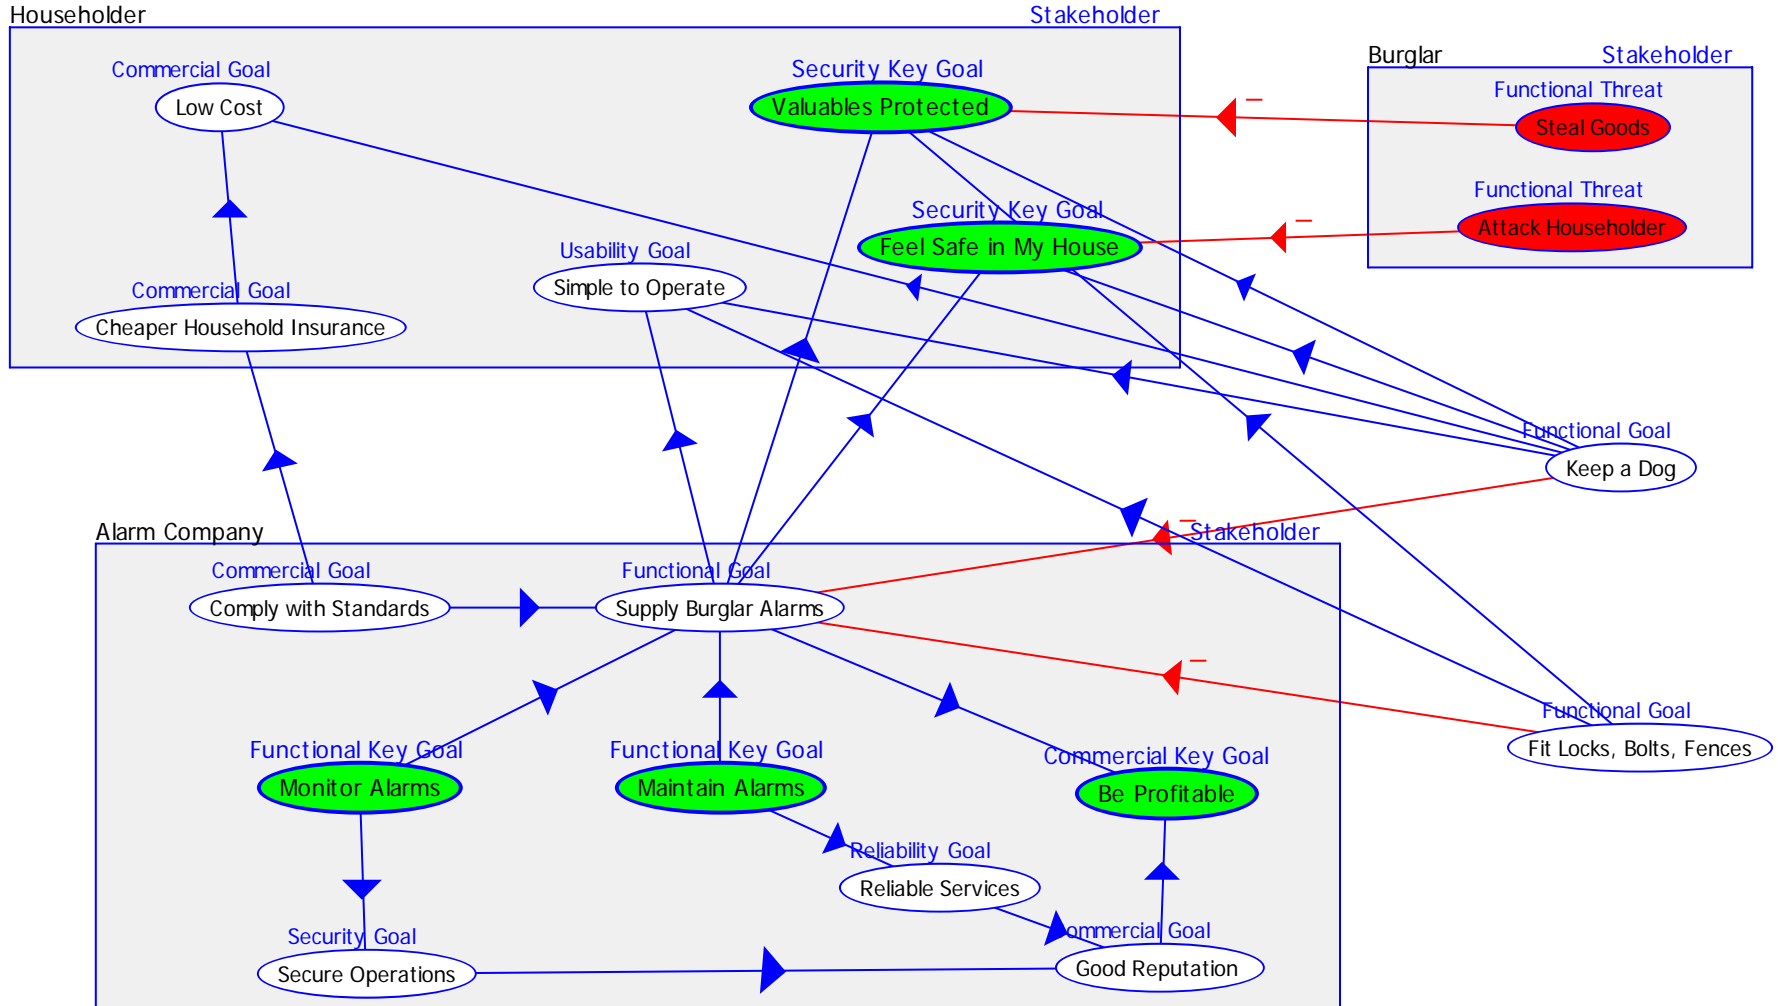 Householder
Stakeholder
Commercial Goal
Low Cost
Security Key Goal
Valuables Protected
Security Key Goal
Feel Safe in My House
Usability Goal
Simple to Operate
Commercial Goal
Cheaper Household Insurance
Burglar
Stakeholder
Functional Threat
Steal Goods
Functional Threat
Attack Householder
–
–
Functional Goal
Keep a Dog
–
Alarm Company
Stakeholder
Commercial Goal
Comply with Standards
Functional Goal
Supply Burglar Alarms
–
Functional Goal
Fit Locks, Bolts, Fences
Functional Key Goal
Monitor Alarms
Functional Key Goal
Maintain Alarms
Commercial Key Goal
Be Profitable
Reliability Goal
Reliable Services
Security Goal
Secure Operations
Commercial Goal
Good Reputation